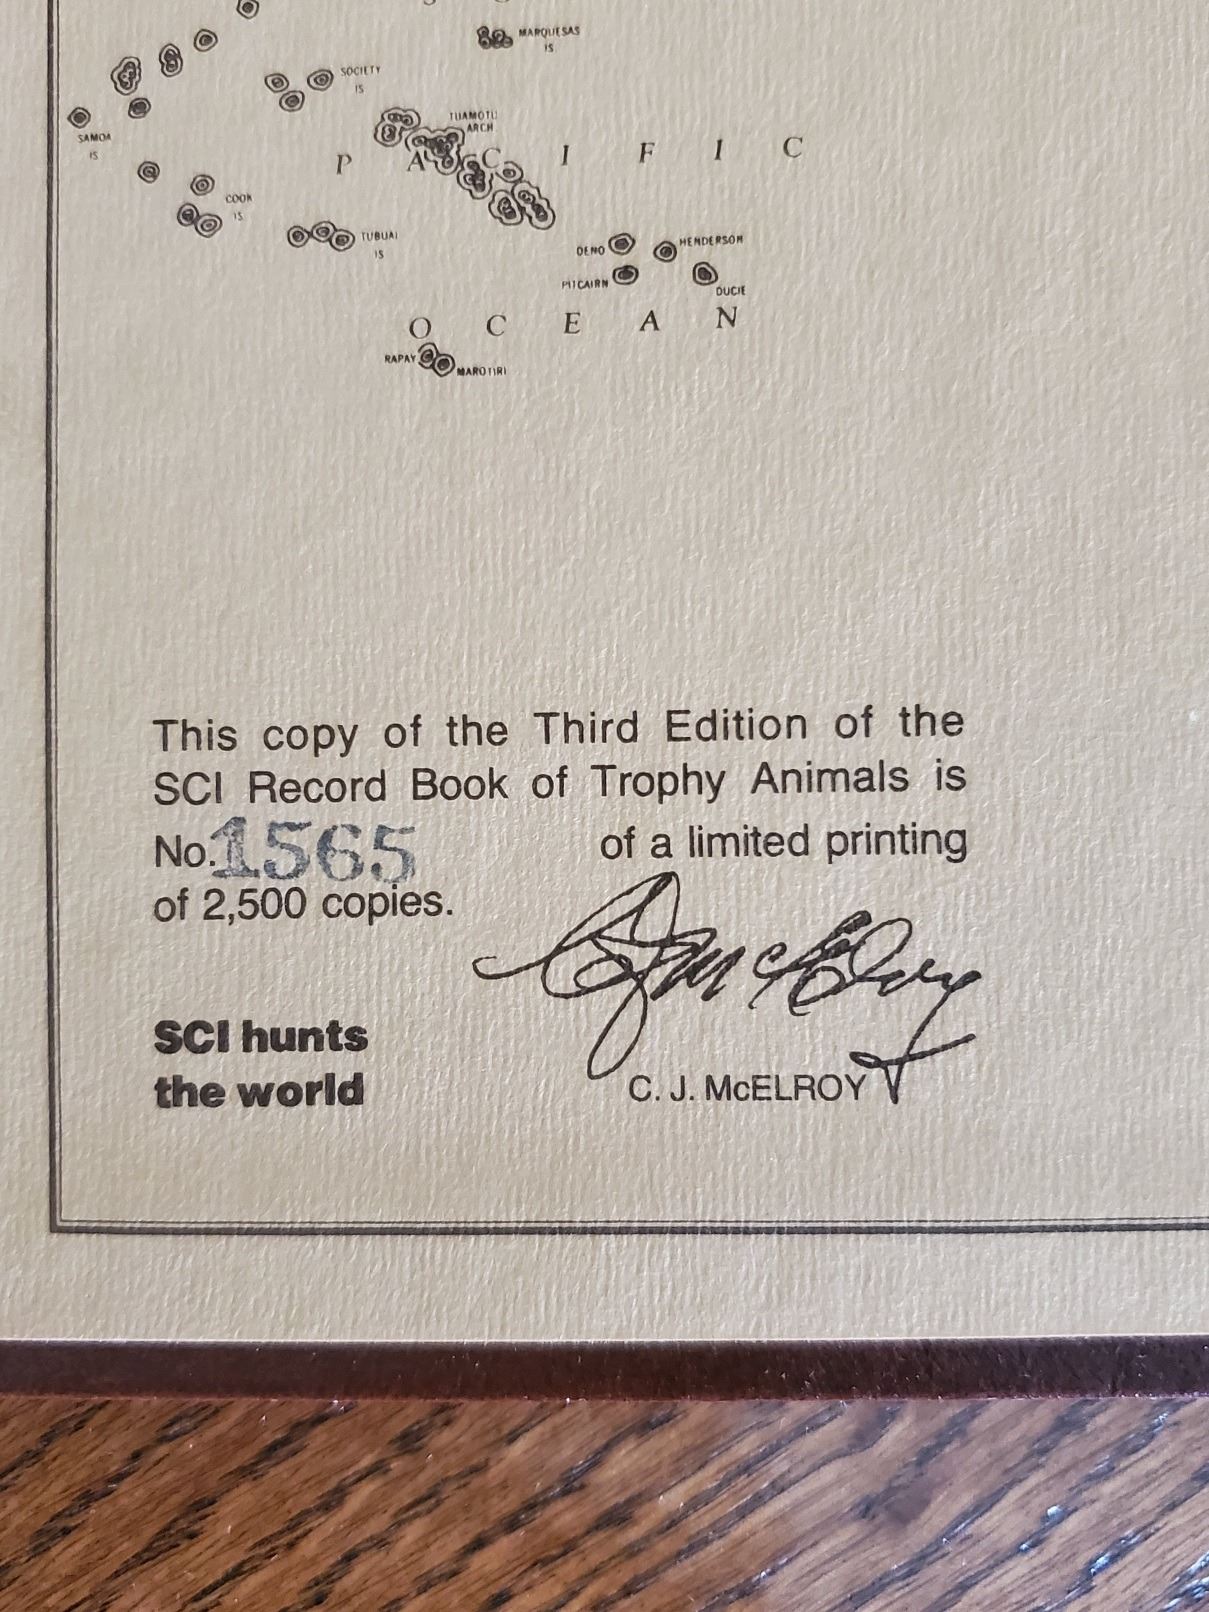 MARQUESAS
IS
SOCIETY
IS
TUAMOTU
ARCH
SAMOA
IS
P A C I F I C
COOK
IS
TUBUAI
IS
OENO
HENDERSON
PITCAIRN
DUCIE
O C E A N
RAPAY
MAROTIRI
This copy of the Third Edition of the
SCI Record Book of Trophy Animals is
No. 1565 of a limited printing
of 2,500 copies.
CJ McElroy
SCI hunts
the world
C. J. McELROY